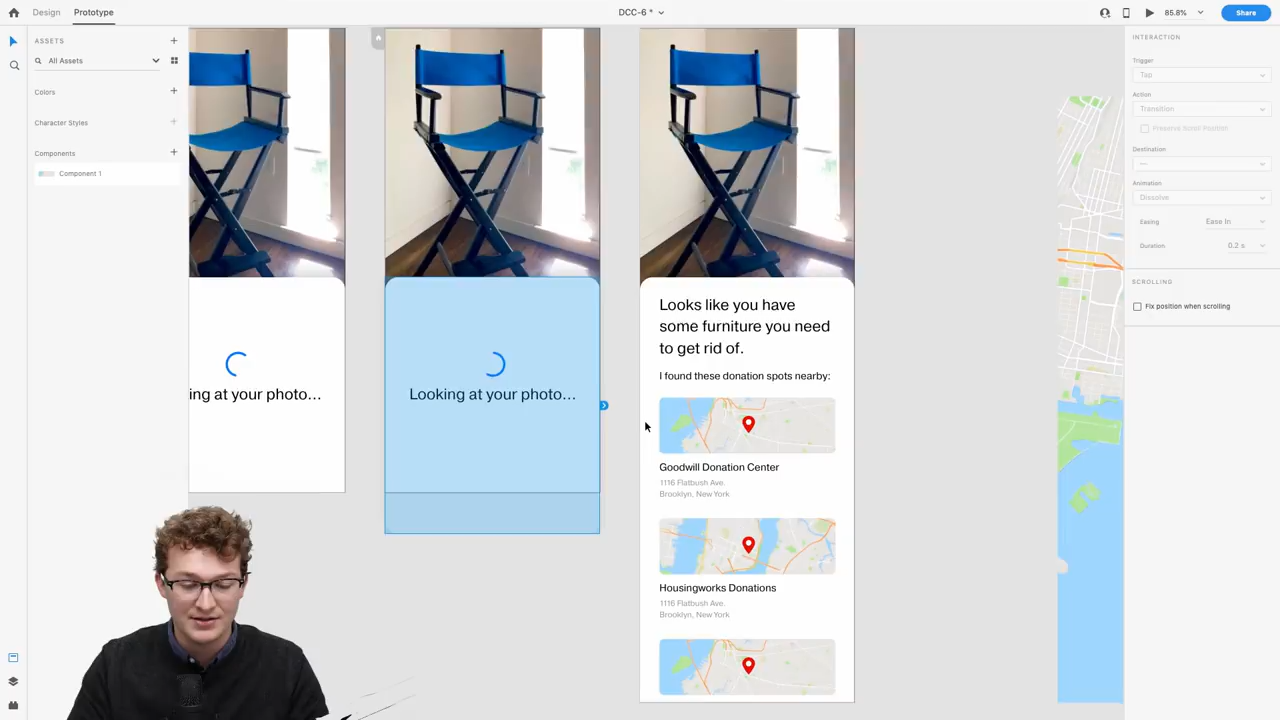 Design
Prototype
DCC-6 *
85.8%
Share
ASSETS
All Assets
Colors
Character Styles
Components
Component 1
ing at your photo...
Looking at your photo...
Looks like you have
some furniture you need
to get rid of.
I found these donation spots nearby:
Goodwill Donation Center
1116 Flatbush Ave.
Brooklyn, New York
Housingworks Donations
1116 Flatbush Ave.
Brooklyn, New York
INTERACTION
Trigger
Tap
Action
Transition
Preserve Scroll Position
Destination
Animation
Dissolve
Easing
Ease In
Duration
0.2 s
SCROLLING
Fix position when scrolling